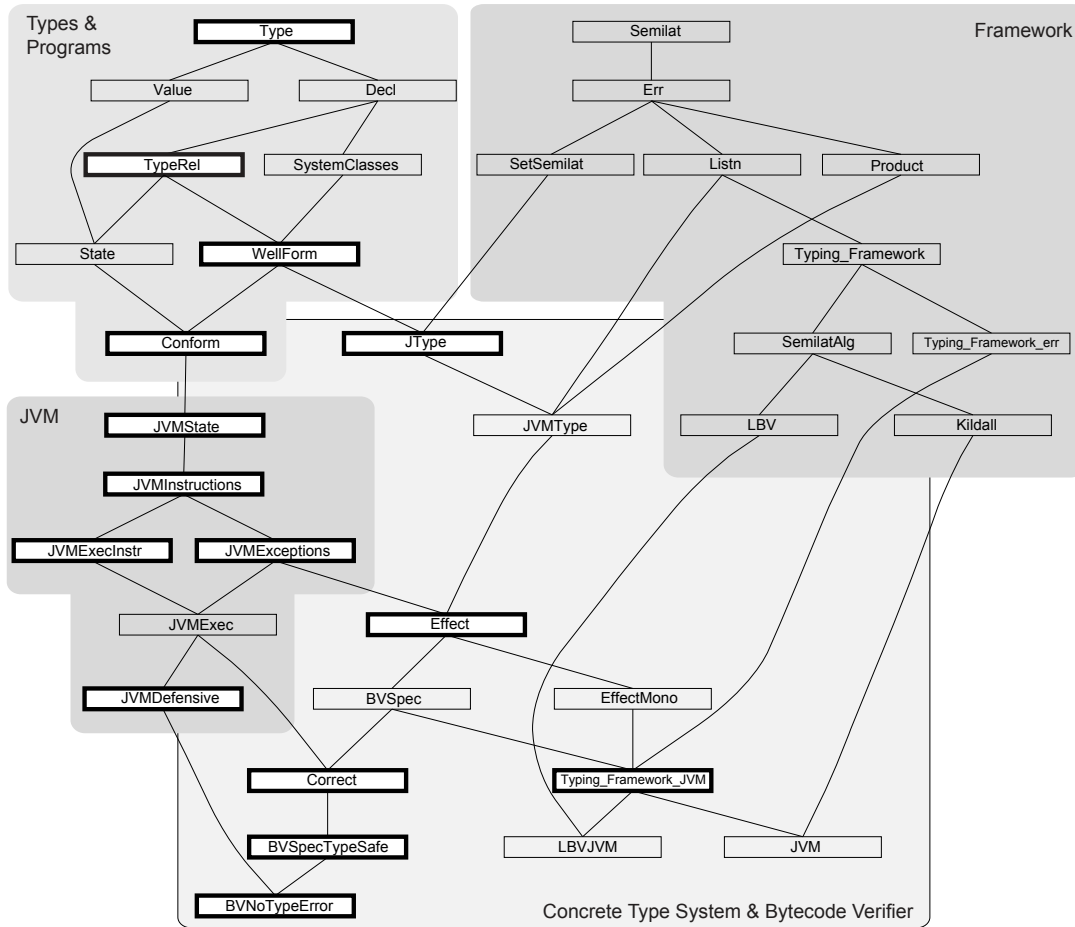 Types &
Programs
Type
Semilat
Framework
Value
Decl
Err
TypeRel
SystemClasses
SetSemilat
Listn
Product
State
WellForm
Typing_Framework
Conform
JType
SemilatAlg
Typing_Framework_err
JVM
JVMState
JVMType
LBV
Kildall
JVMInstructions
JVMExecInstr
JVMExceptions
JVMExec
Effect
JVMDefensive
BVSpec
EffectMono
Correct
Typing_Framework_JVM
BVSpecTypeSafe
LBVJVM
JVM
BVNoTypeError
Concrete Type System & Bytecode Verifier